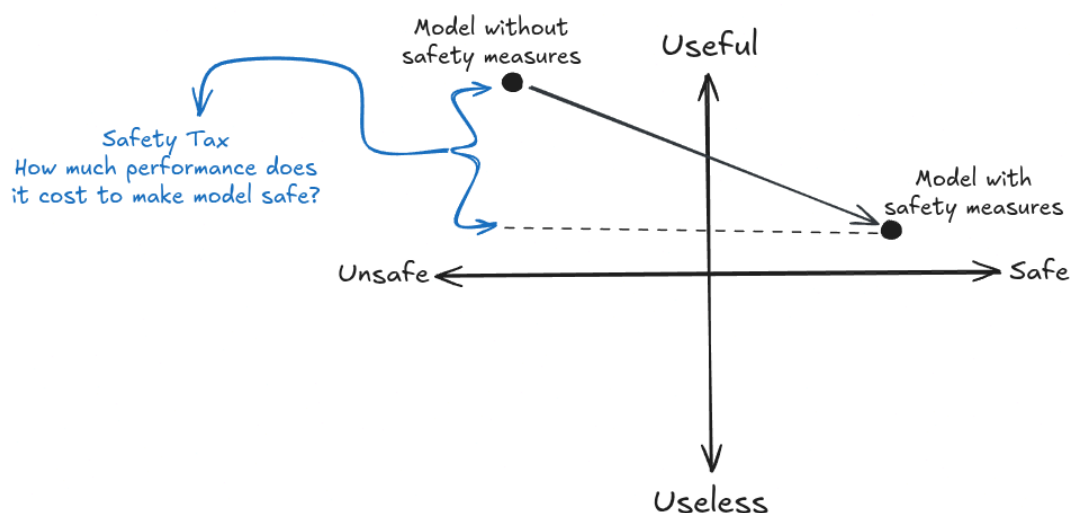 Model without
safety measures
Useful
Safety Tax
How much performance does
it cost to make model safe?
Model with
safety measures
Unsafe
Safe
Useless